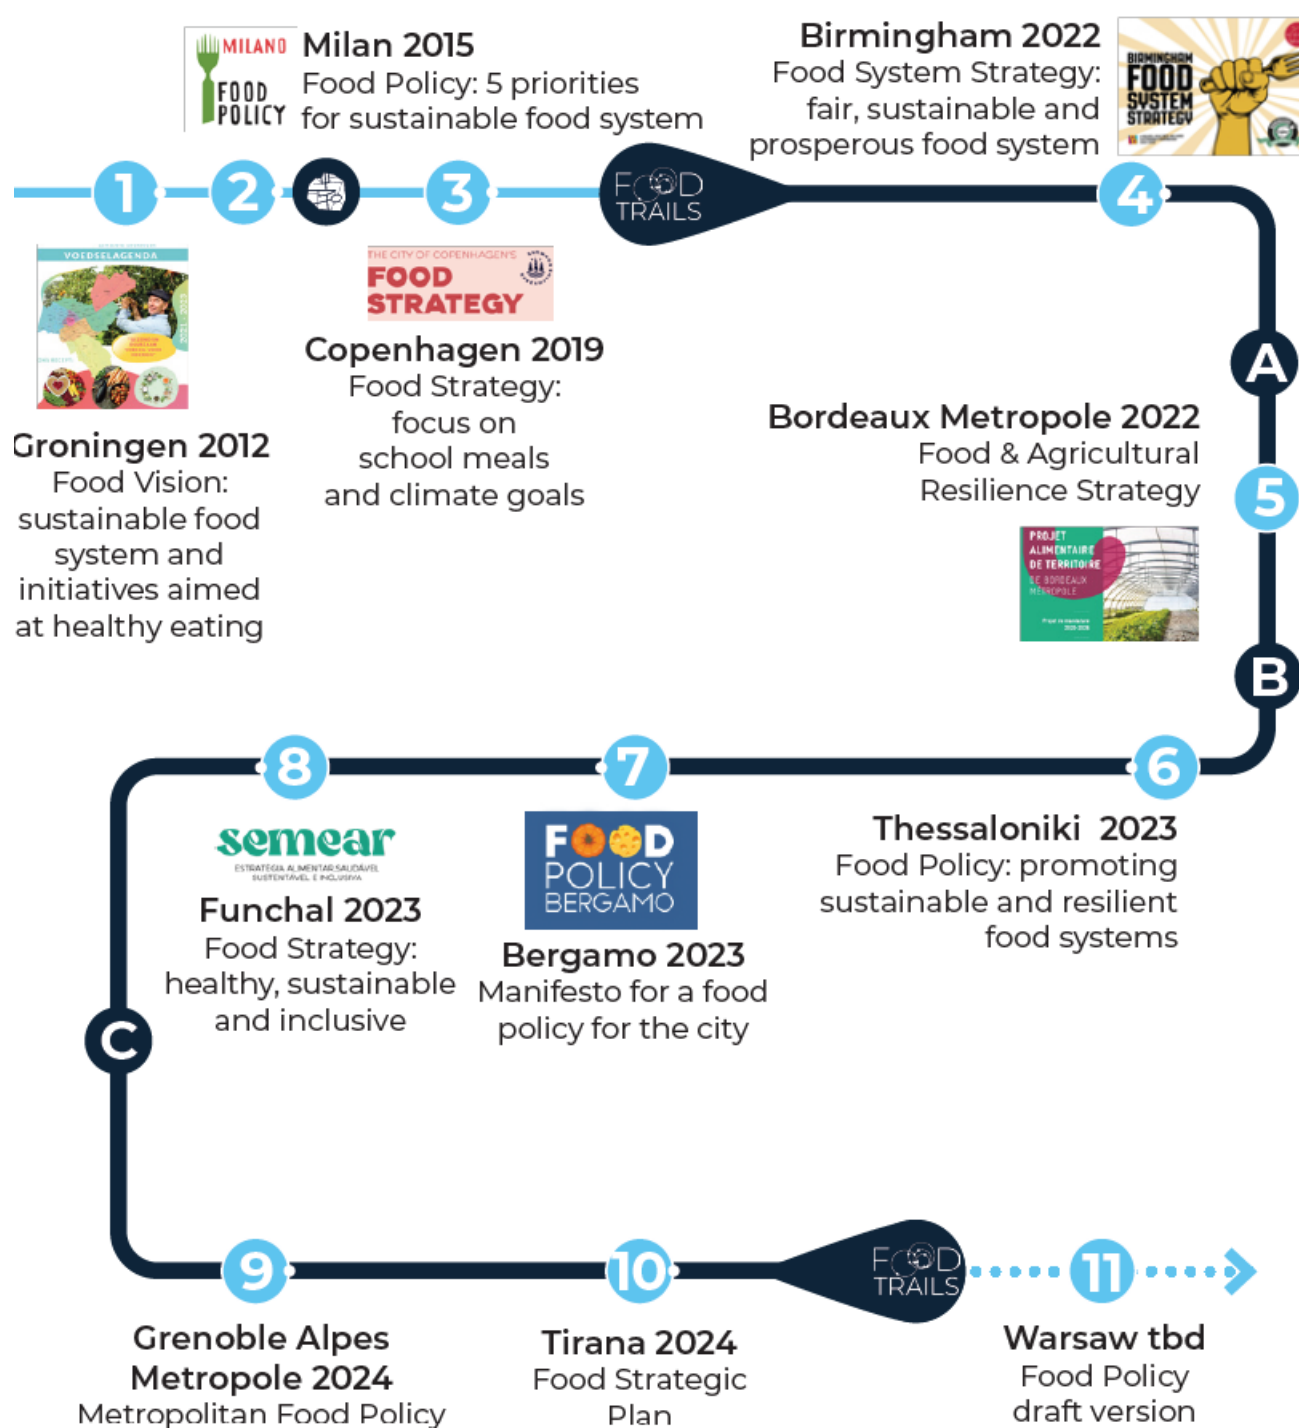 MILANO
FOOD
POLICY
Milan 2015
Food Policy: 5 priorities
for sustainable food system
Birmingham 2022
Food System Strategy:
fair, sustainable and
prosperous food system
BIRMINGHAM
FOOD
SYSTEM
STRATEGY
1
2
3
FOOD
TRAILS
4
VOEDSELAGENDA
Groningen 2012
Food Vision:
sustainable food
system and
initiatives aimed
at healthy eating
THE CITY OF COPENHAGEN'S
FOOD
STRATEGY
Copenhagen 2019
Food Strategy:
focus on
school meals
and climate goals
A
Bordeaux Metropole 2022
Food & Agricultural
Resilience Strategy
5
PROJET
ALIMENTAIRE
DE TERRITOIRE
DE BORDEAUX
MÉTROPOLE
B
8
7
6
semear
ESTRATÉGIA ALIMENTAR SAUDÁVEL
SUSTENTÁVEL E INCLUSIVA
Funchal 2023
Food Strategy:
healthy, sustainable
and inclusive
FOOD
POLICY
BERGAMO
Bergamo 2023
Manifesto for a food
policy for the city
Thessaloniki 2023
Food Policy: promoting
sustainable and resilient
food systems
C
9
10
FOOD
TRAILS
11
Grenoble Alpes
Metropole 2024
Metropolitan Food Policy
Tirana 2024
Food Strategic
Plan
Warsaw tbd
Food Policy
draft version